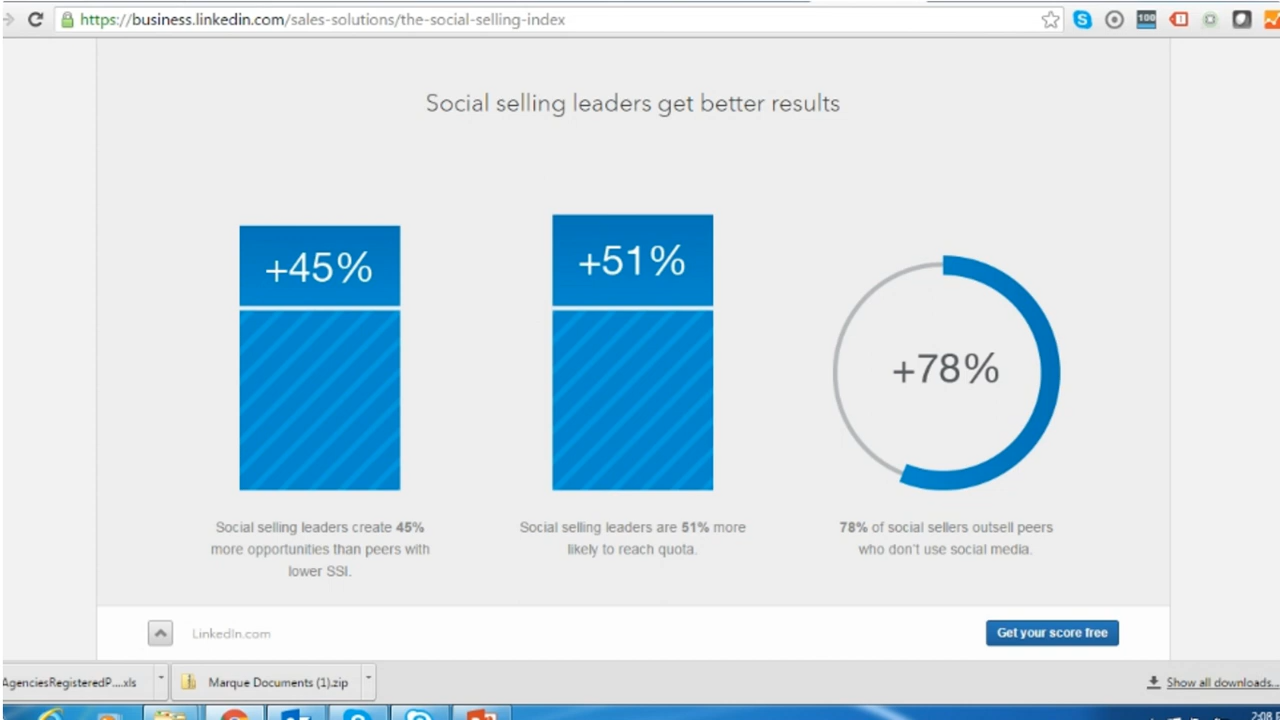 https://business.linkedin.com/sales-solutions/the-social-selling-index
100
Social selling leaders get better results
+45%
+51%
+78%
Social selling leaders create 45%
more opportunities than peers with
lower SSI.
Social selling leaders are 51% more
likely to reach quota.
78% of social sellers outsell peers
who don't use social media.
LinkedIn.com
Get your score free
AgenciesRegisteredP....xls
Marque Documents (1).zip
Show all downloads...
2:08